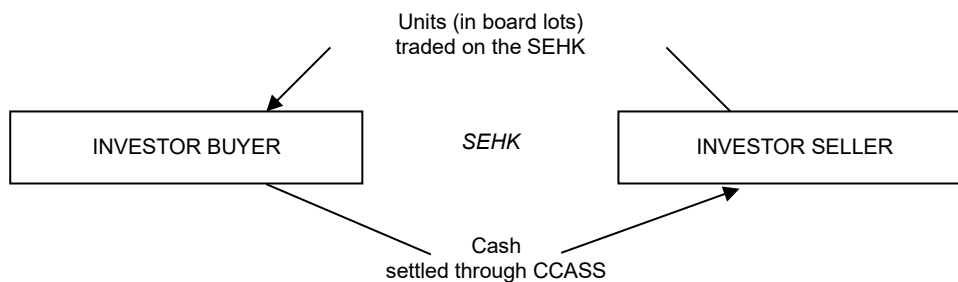 Units (in board lots)
traded on the SEHK
INVESTOR BUYER
SEHK
INVESTOR SELLER
Cash
settled through CCASS